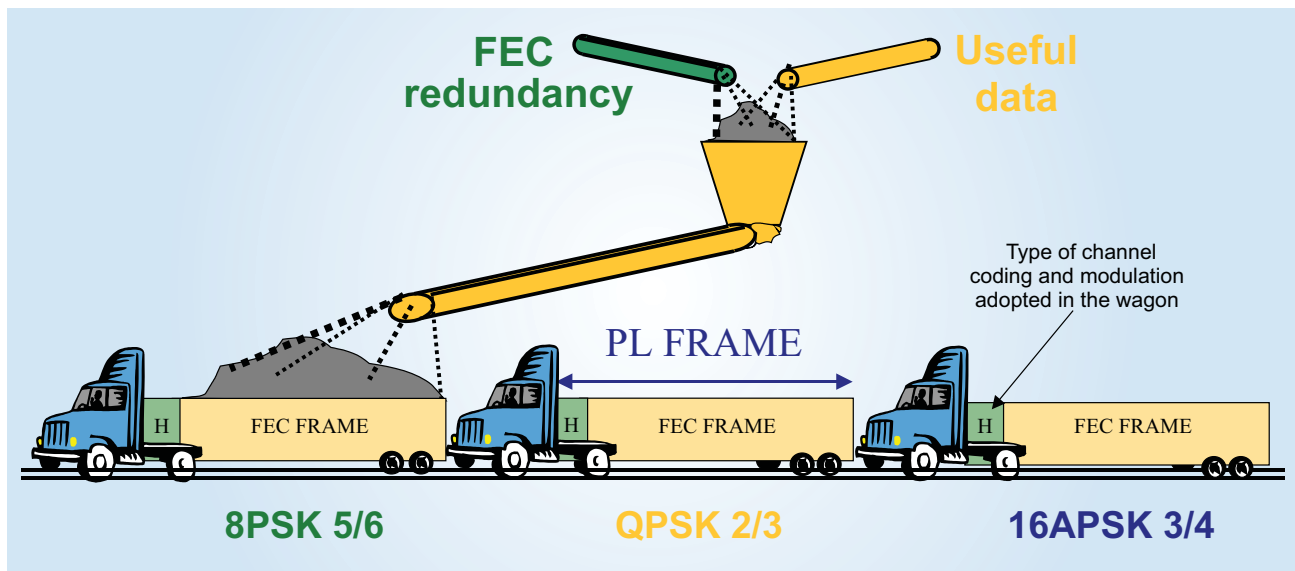 FEC
redundancy
Useful
data
Type of channel
coding and modulation
adopted in the wagon
PL FRAME
H
FEC FRAME
H
FEC FRAME
H
FEC FRAME
8PSK 5/6
QPSK 2/3
16APSK 3/4